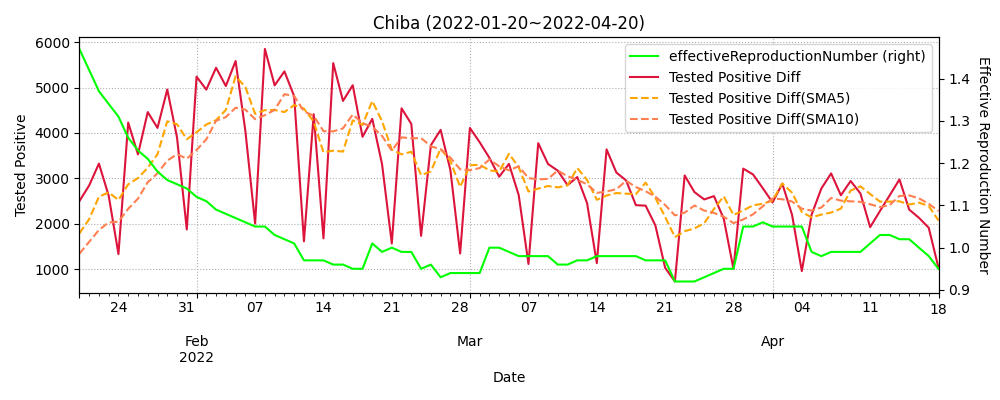 Chiba (2022-01-20~2022-04-20)
effectiveReproductionNumber (right)
Tested Positive Diff
Tested Positive Diff(SMA5)
Tested Positive Diff(SMA10)
Tested Positive
6000
5000
4000
3000
2000
1000
Effective Reproduction Number
1.4
1.3
1.2
1.1
1.0
0.9
24 31 07 14 21 28 07 14 21 28 04 11 18
Feb Mar Apr
2022
Date